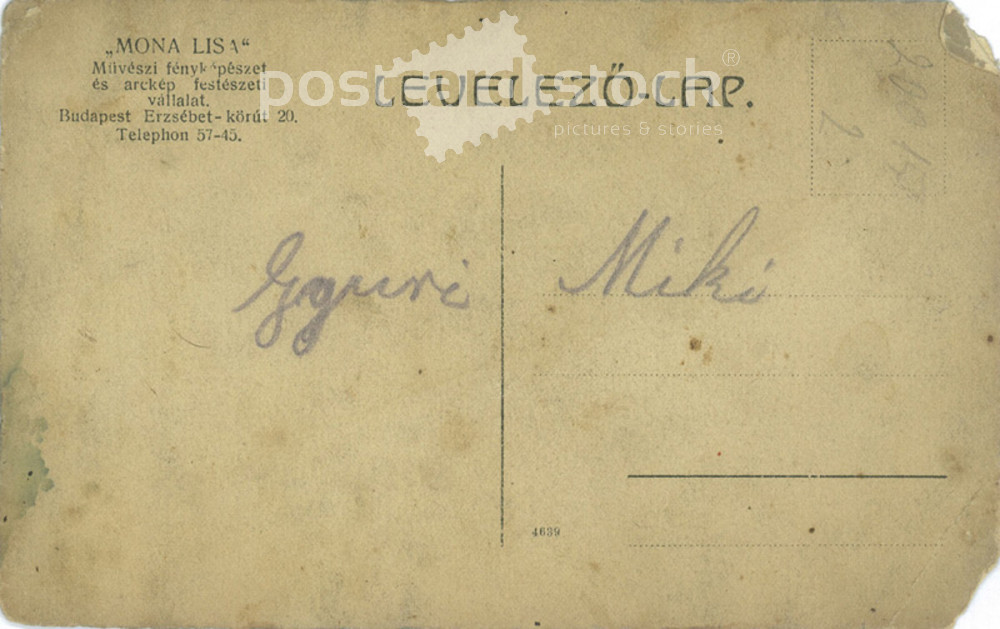 „MONA LISA“
Művészi fényképészet
és arckép festészeti
vállalat.
Budapest Erzsébet-körút 20.
Telephon 57-45.
LEVELEZŐ-LAP.
postcardstock®
pictures & stories
Gyuri Miki
4639